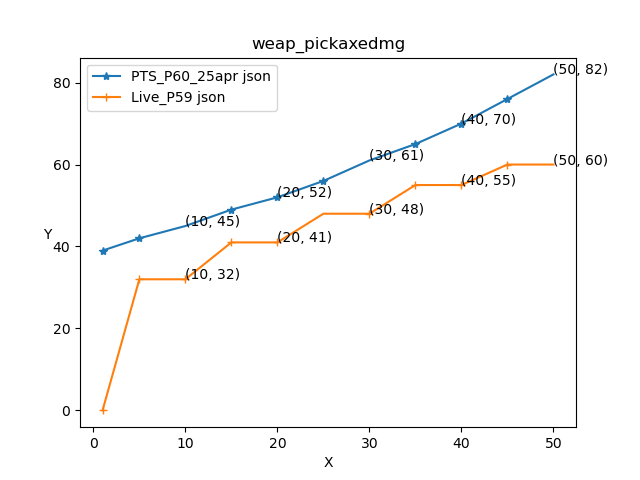 weap_pickaxedmg
PTS_P60_25apr json
Live_P59 json
80
60
40
20
0
Y
(50, 82)
(40, 70)
(30, 61)
(20, 52)
(10, 45)
(50, 60)
(40, 55)
(30, 48)
(20, 41)
(10, 32)
0 10 20 30 40 50
X